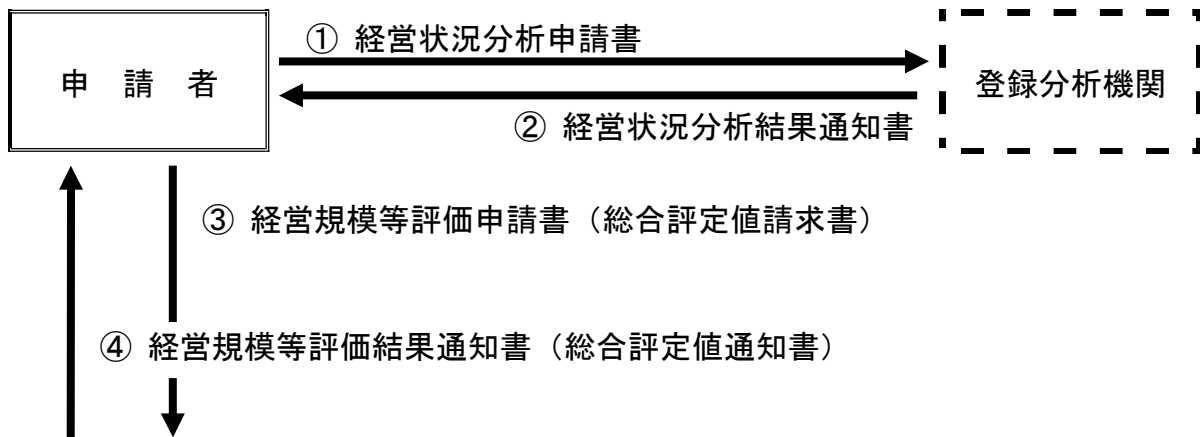 ① 経営状況分析申請書
申 請 者
登録分析機関
② 経営状況分析結果通知書
③ 経営規模等評価申請書（総合評定値請求書）
④ 経営規模等評価結果通知書（総合評定値通知書）